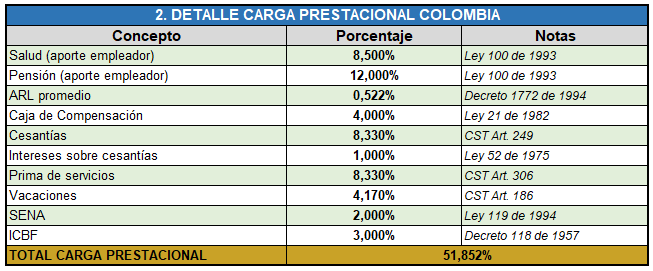 2. DETALLE CARGA PRESTACIONAL COLOMBIA
Concepto Porcentaje Notas
Salud (aporte empleador) 8,500% Ley 100 de 1993
Pensión (aporte empleador) 12,000% Ley 100 de 1993
ARL promedio 0,522% Decreto 1772 de 1994
Caja de Compensación 4,000% Ley 21 de 1982
Cesantías 8,330% CST Art. 249
Intereses sobre cesantías 1,000% Ley 52 de 1975
Prima de servicios 8,330% CST Art. 306
Vacaciones 4,170% CST Art. 186
SENA 2,000% Ley 119 de 1994
ICBF 3,000% Decreto 118 de 1957
TOTAL CARGA PRESTACIONAL 51,852%